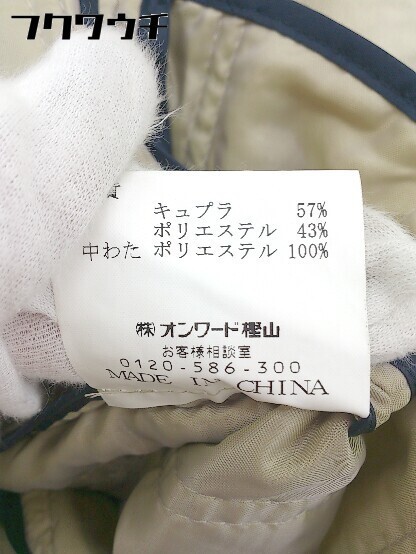 フクワウチ
質
キュプラ 57%
ポリエステル 43%
中わた ポリエステル 100%
㈱オンワード樫山
お客様相談室
0120-586-300
MADE IN CHINA